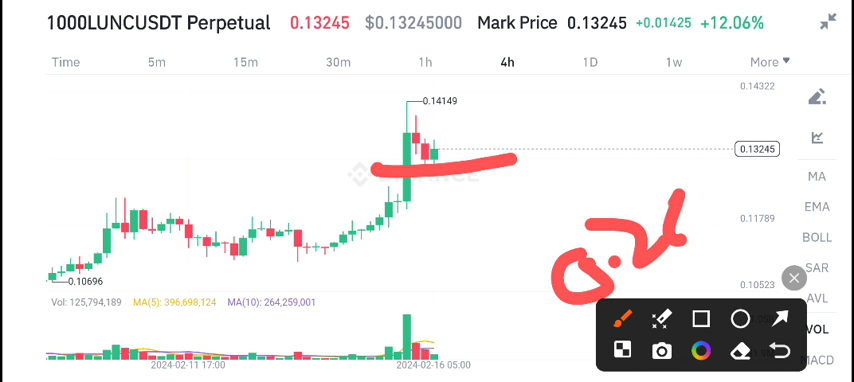 1000LUNCUSDT Perpetual 0.13245 $0.13245000 Mark Price 0.13245 +0.01425 +12.06%
Time 5m 15m 30m 1h 4h 1D 1w More
0.14322
0.14149
0.13245
BINANCE
MA
EMA
0.11789
BOLL
SAR
0.10696
0.10523
AVL
Vol: 125,794,189 MA(5): 396,698,124 MA(10): 264,259,001
VOL
MACD
2024-02-11 17:00 2024-02-16 05:00